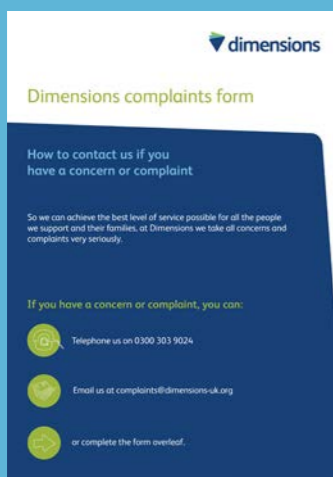 dimensions
Dimensions complaints form
How to contact us if you
have a concern or complaint
So we can achieve the best level of service possible for all the people
we support and their families, at Dimensions we take all concerns and
complaints very seriously.
If you have a concern or complaint, you can:
Telephone us on 0300 303 9024
Email us at complaints@dimensions-uk.org
or complete the form overleaf.